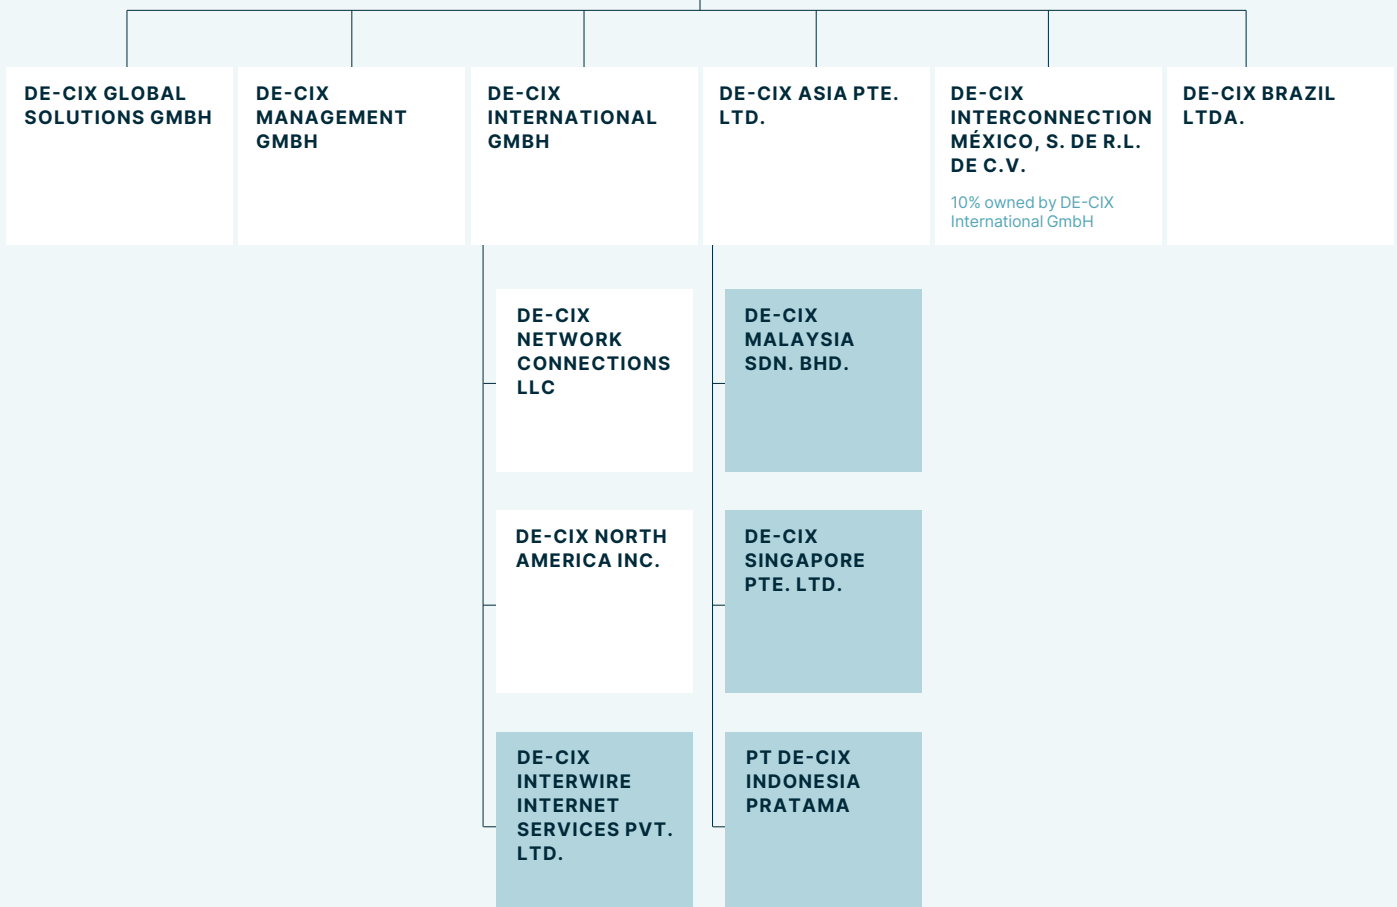 DE-CIX GLOBAL
SOLUTIONS GMBH
DE-CIX
MANAGEMENT
GMBH
DE-CIX
INTERNATIONAL
GMBH
DE-CIX ASIA PTE.
LTD.
DE-CIX
INTERCONNECTION
MÉXICO, S. DE R.L.
DE C.V.
10% owned by DE-CIX
International GmbH
DE-CIX BRAZIL
LTDA.
DE-CIX
NETWORK
CONNECTIONS
LLC
DE-CIX
MALAYSIA
SDN. BHD.
DE-CIX NORTH
AMERICA INC.
DE-CIX
SINGAPORE
PTE. LTD.
DE-CIX
INTERWIRE
INTERNET
SERVICES PVT.
LTD.
PT DE-CIX
INDONESIA
PRATAMA